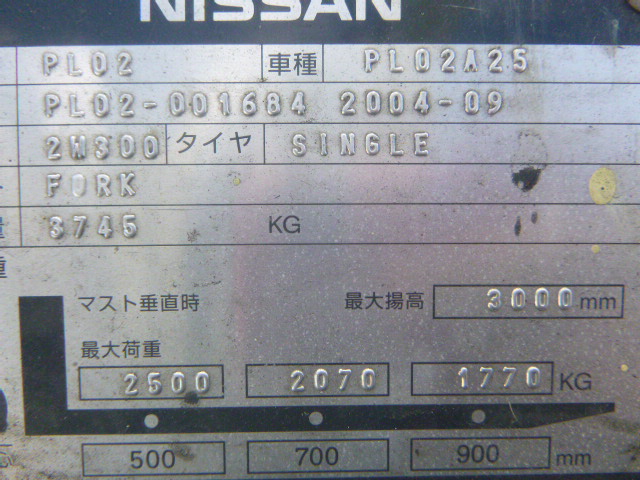 NISSAN
PL02 車種 PL02A25
PL02-001684 2004-09
2W300 タイヤ SINGLE
FORK
3745 KG
マスト垂直時 最大揚高 3000 mm
最大荷重
2500 2070 1770 KG
500 700 900 mm